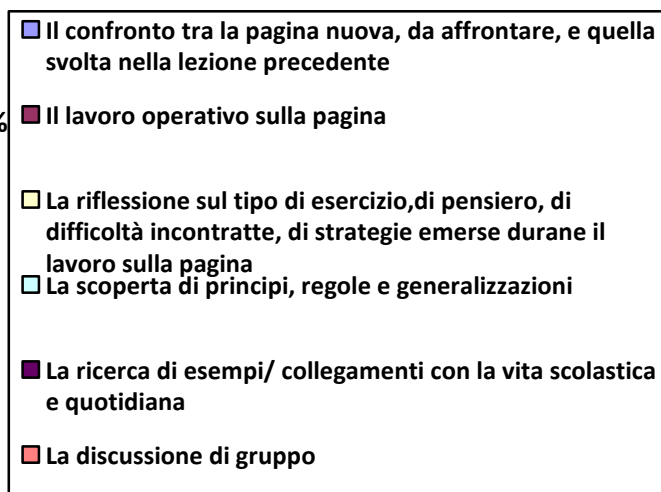 Il confronto tra la pagina nuova, da affrontare, e quella
svolta nella lezione precedente
%
Il lavoro operativo sulla pagina
La riflessione sul tipo di esercizio,di pensiero, di
difficoltà incontratte, di strategie emerse durane il
lavoro sulla pagina
La scoperta di principi, regole e generalizzazioni
La ricerca di esempi/ collegamenti con la vita scolastica
e quotidiana
La discussione di gruppo